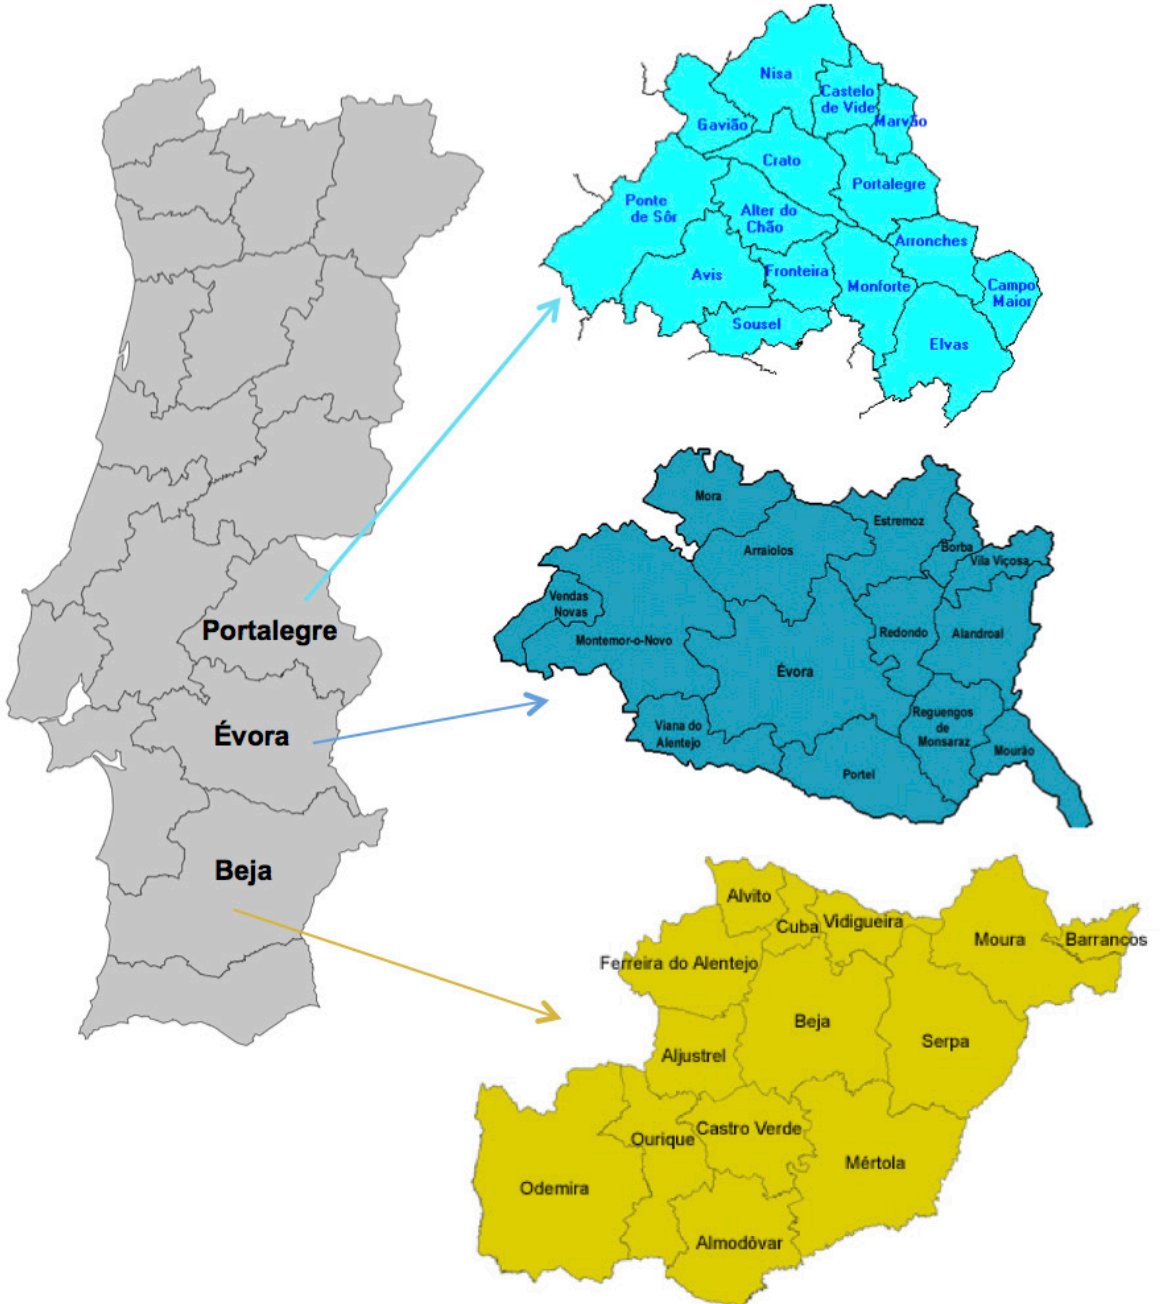 Portalegre
Évora
Beja
Nisa
Castelo
de Vide
Marvão
Gavião
Crato
Portalegre
Ponte
de Sôr
Alter do
Chão
Arronches
Avis
Fronteira
Monforte
Campo
Maior
Sousel
Elvas
Mora
Estremoz
Arraiolos
Borba
Vila Viçosa
Vendas
Novas
Montemor-o-Novo
Redondo
Alandroal
Évora
Reguengos
de
Monsaraz
Viana do
Alentejo
Mourão
Portel
Alvito
Cuba
Vidigueira
Moura
Barrancos
Ferreira do Alentejo
Beja
Serpa
Aljustrel
Castro Verde
Ourique
Mértola
Odemira
Almodôvar